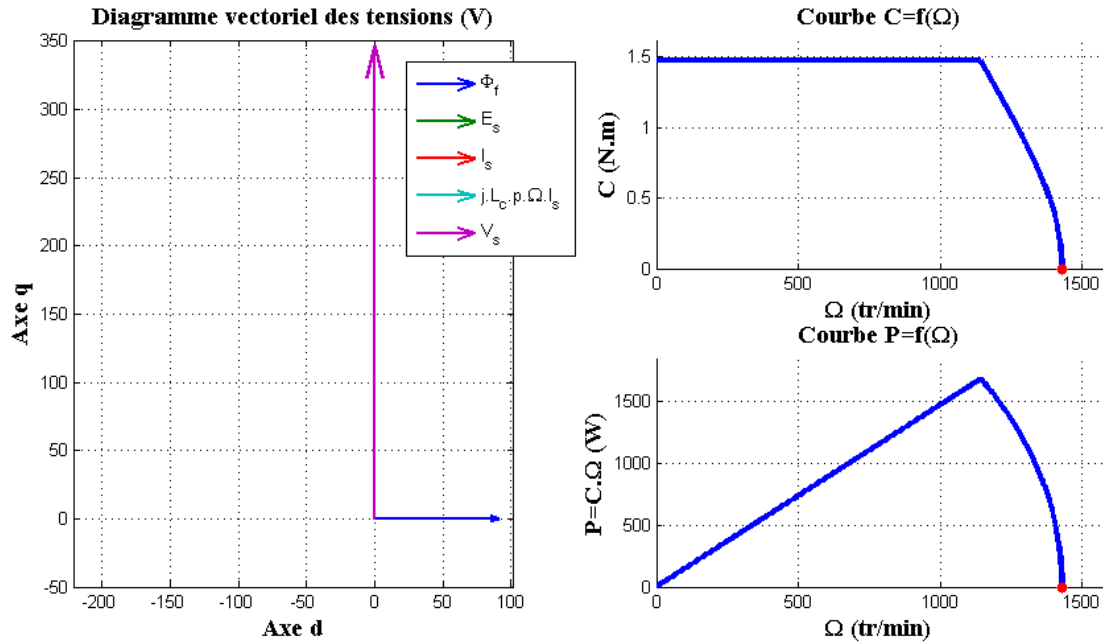 Diagramme vectoriel des tensions (V)
350
300
250
200
150
100
50
0
-50
-200
-150
-100
-50
0
50
100
Axe q
Axe d
Φf
Es
Is
j.Lc.p.Ω.Is
Vs
Courbe C=f(Ω)
1.5
1
0.5
0
0
500
1000
1500
C (N.m)
Ω (tr/min)
Courbe P=f(Ω)
1500
1000
500
0
0
500
1000
1500
P=C.Ω (W)
Ω (tr/min)